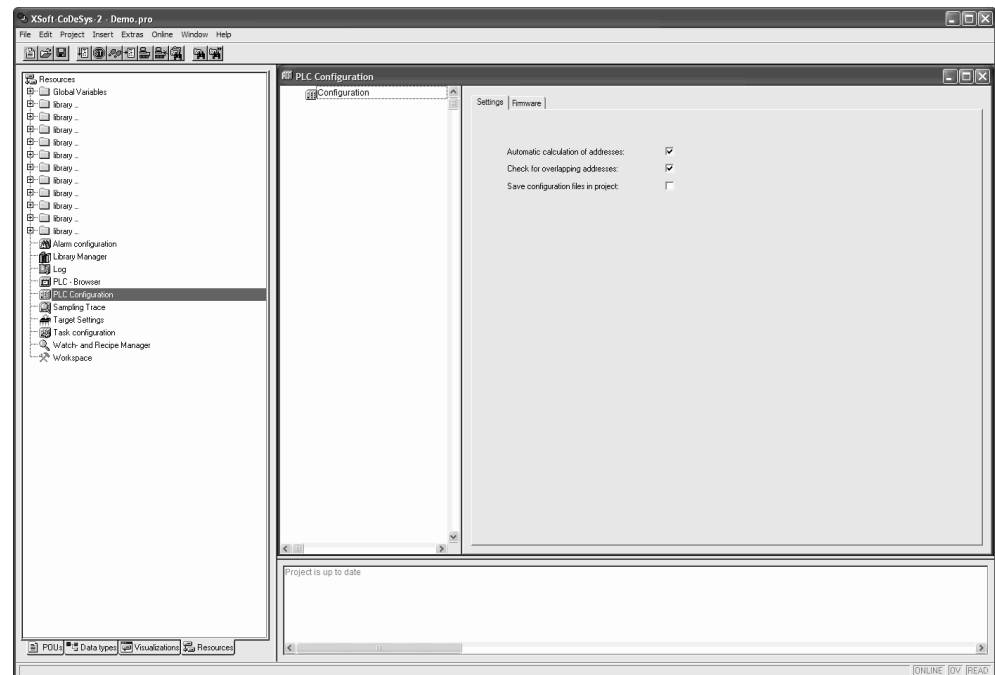 XSoft-CoDeSys-2 - Demo.pro
File Edit Project Insert Extras Online Window Help
Resources
Global Variables
library ..
library ..
library ..
library ..
library ..
library ..
library ..
library ..
library ..
library ..
library ..
Alarm configuration
Library Manager
Log
PLC - Browser
PLC Configuration
Sampling Trace
Target Settings
Task configuration
Watch- and Recipe Manager
Workspace
POUs Data types Visualizations Resources
PLC Configuration
Configuration
Settings Firmware
Automatic calculation of addresses:
Check for overlapping addresses:
Save configuration files in project:
Project is up to date
ONLINE OV READ